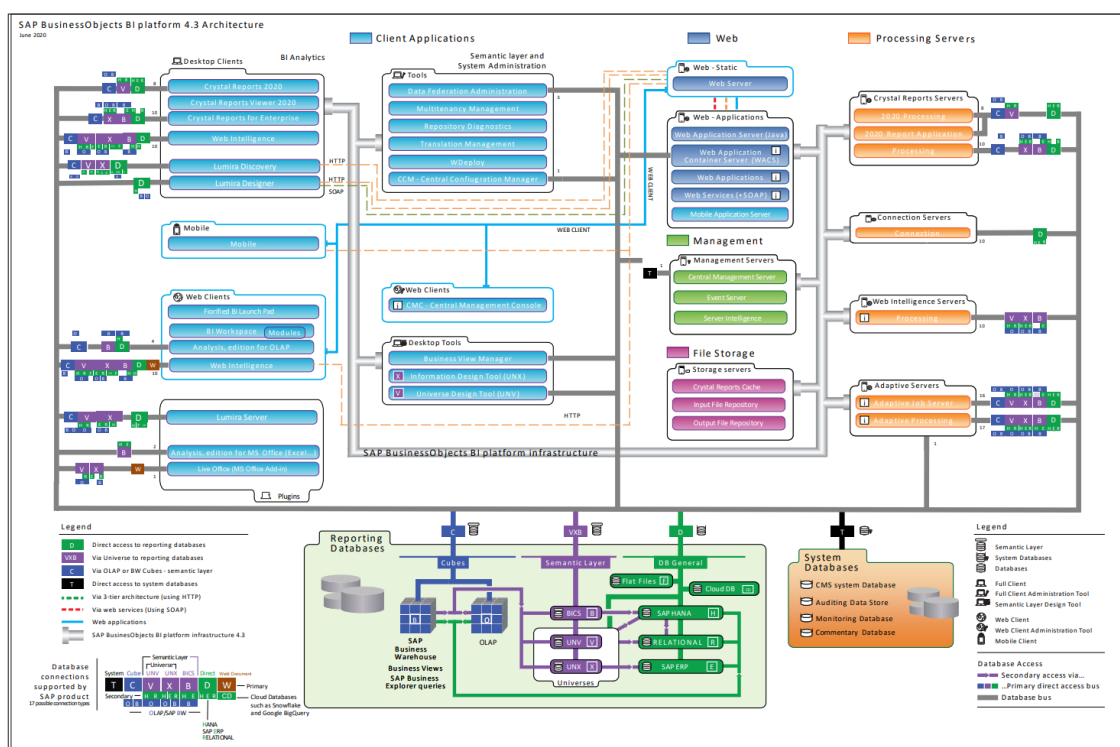 SAP BusinessObjects BI platform 4.3 Architecture
June 2020
Client Applications
Web
Processing Servers
Desktop Clients
BI Analytics
Crystal Reports 2020
Crystal Reports Viewer 2020
Crystal Reports for Enterprise
Web Intelligence
Lumira Discovery
Lumira Designer
HTTP
HTTP
SOAP
Semantic layer and
System Administration
Tools
Data Federation Administration
Multitenancy Management
Repository Diagnostics
Translation Management
WDeploy
CCM - Central Confiugration Manager
Web - Static
Web Server
Web - Applications
Web Application Server (Java)
Web Application
Container Server (WACS)
Web Applications
Web Services (+SOAP)
Mobile Application Server
WEB CLIENT
WEB CLIENT
Crystal Reports Servers
2020 Processing
2020 Report Application
Processing
Connection Servers
Connection
Web Intelligence Servers
Processing
Adaptive Servers
Adaptive Job Server
Adaptive Processing
Mobile
Mobile
Web Clients
CMC - Central Management Console
Management
Management Servers
Central Management Server
Event Server
Server Intelligence
Web Clients
Fiorified BI Launch Pad
BI Workspace
Modules
Analysis, edition for OLAP
Web Intelligence
Desktop Tools
Business View Manager
X Information Design Tool (UNX)
V Universe Design Tool (UNV)
HTTP
File Storage
Storage servers
Crystal Reports Cache
Input File Repository
Output File Repository
Lumira Server
Analysis, edition for MS Office (Excel...)
Live Office (MS Office Add-in)
Plugins
SAP BusinessObjects BI platform infrastructure
Legend
D Direct access to reporting databases
VXB Via Universe to reporting databases
C Via OLAP or BW Cubes - semantic layer
T Direct access to system databases
Via 3-tier architecture (using HTTP)
Via web services (Using SOAP)
Web applications
SAP BusinesObjects BI platform infrastructure 4.3
Database
connections
supported by
SAP product
17 possible connection types
Semantic Layer
Universe
System Cube UNV UNX BICS Direct Web Document
T C V X B D W
Primary
Secondary
CD
OLAP/SAP BW
HANA
SAP ERP
RELATIONAL
Cloud Databases
such as Snowflake
and Google BigQuery
Reporting
Databases
C
VXB
D
T
Cubes
Semantic Layer
DB General
Flat Files F
Cloud DB
B
O
SAP
Business
Warehouse
OLAP
Business Views
SAP Business
Explorer queries
BICS B
UNV V
UNX X
Universes
SAP HANA H
RELATIONAL R
SAP ERP E
System
Databases
CMS system Database
Auditing Data Store
Monitoring Database
Commentary Database
Legend
Semantic Layer
System Databases
Databases
Full Client
Full Client Administration Tool
Semantic Layer Design Tool
Web Client
Web Client Administration Tool
Mobile Client
Database Access
Secondary access via...
...Primary direct access bus
Database bus